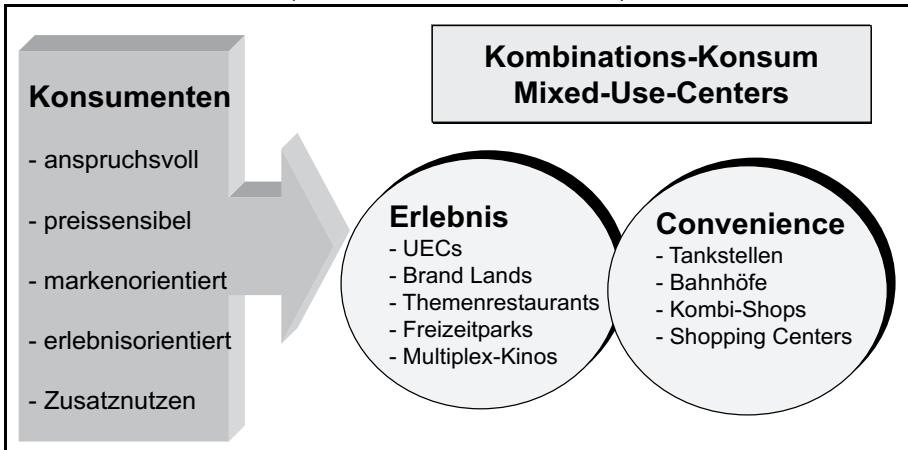 Konsumenten
- anspruchsvoll
- preissensibel
- markenorientiert
- erlebnisorientiert
- Zusatznutzen
Kombinations-Konsum
Mixed-Use-Centers
Erlebnis
- UECs
- Brand Lands
- Themenrestaurants
- Freizeitparks
- Multiplex-Kinos
Convenience
- Tankstellen
- Bahnhöfe
- Kombi-Shops
- Shopping Centers